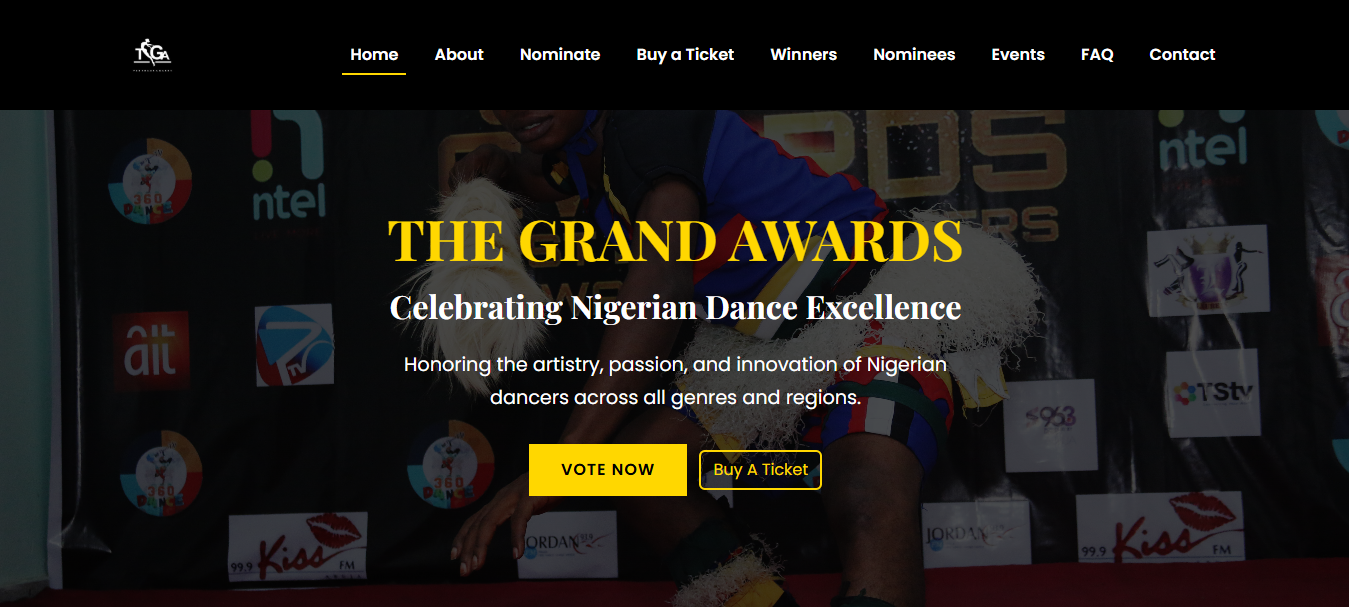 TGA
Home About Nominate Buy a Ticket Winners Nominees Events FAQ Contact
ntel
ntel
360
DANCE
THE GRAND AWARDS
Celebrating Nigerian Dance Excellence
ait
TV
Honoring the artistry, passion, and innovation of Nigerian
dancers across all genres and regions.
TStv
VOTE NOW
Buy A Ticket
360
DANCE
360
DANCE
99.9 Kiss FM
JORDAN
JORDAN
99.9 Kiss FM